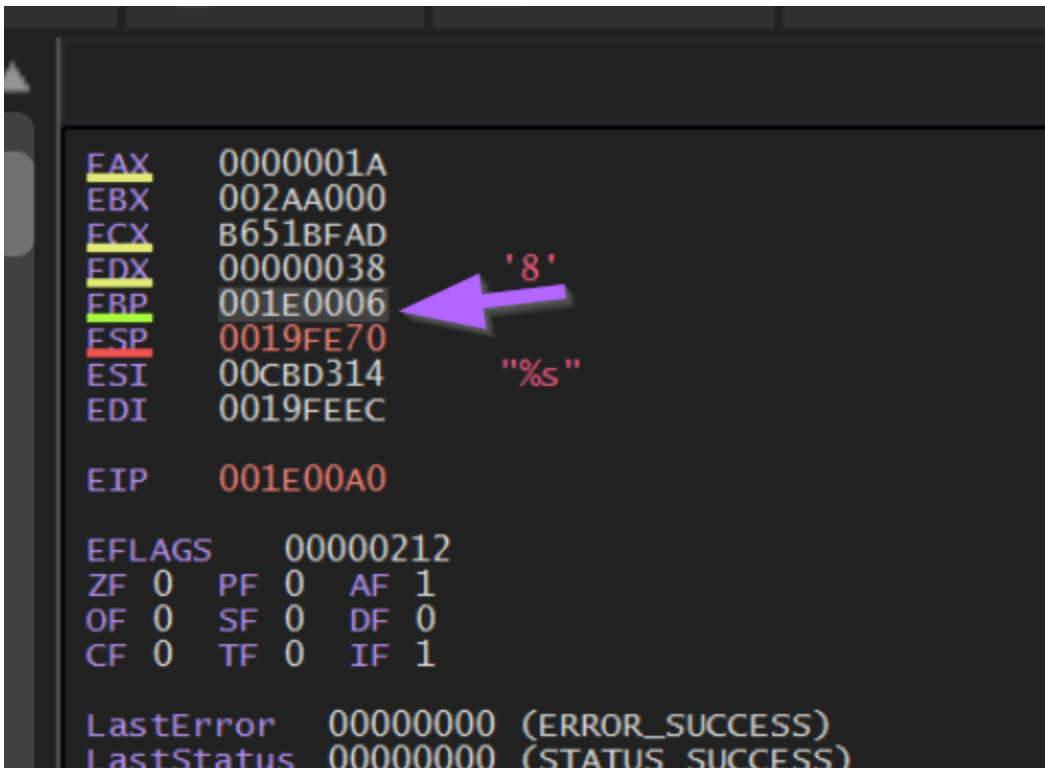 EAX 0000001A
EBX 002AA000
ECX B651BFAD
EDX 00000038 '8'
EBP 001E0006
ESP 0019FE70
ESI 00CBD314 "%s"
EDI 0019FEEC
EIP 001E00A0
EFLAGS 00000212
ZF 0 PF 0 AF 1
OF 0 SF 0 DF 0
CF 0 TF 0 IF 1
LastError 00000000 (ERROR_SUCCESS)
LastStatus 00000000 (STATUS_SUCCESS)